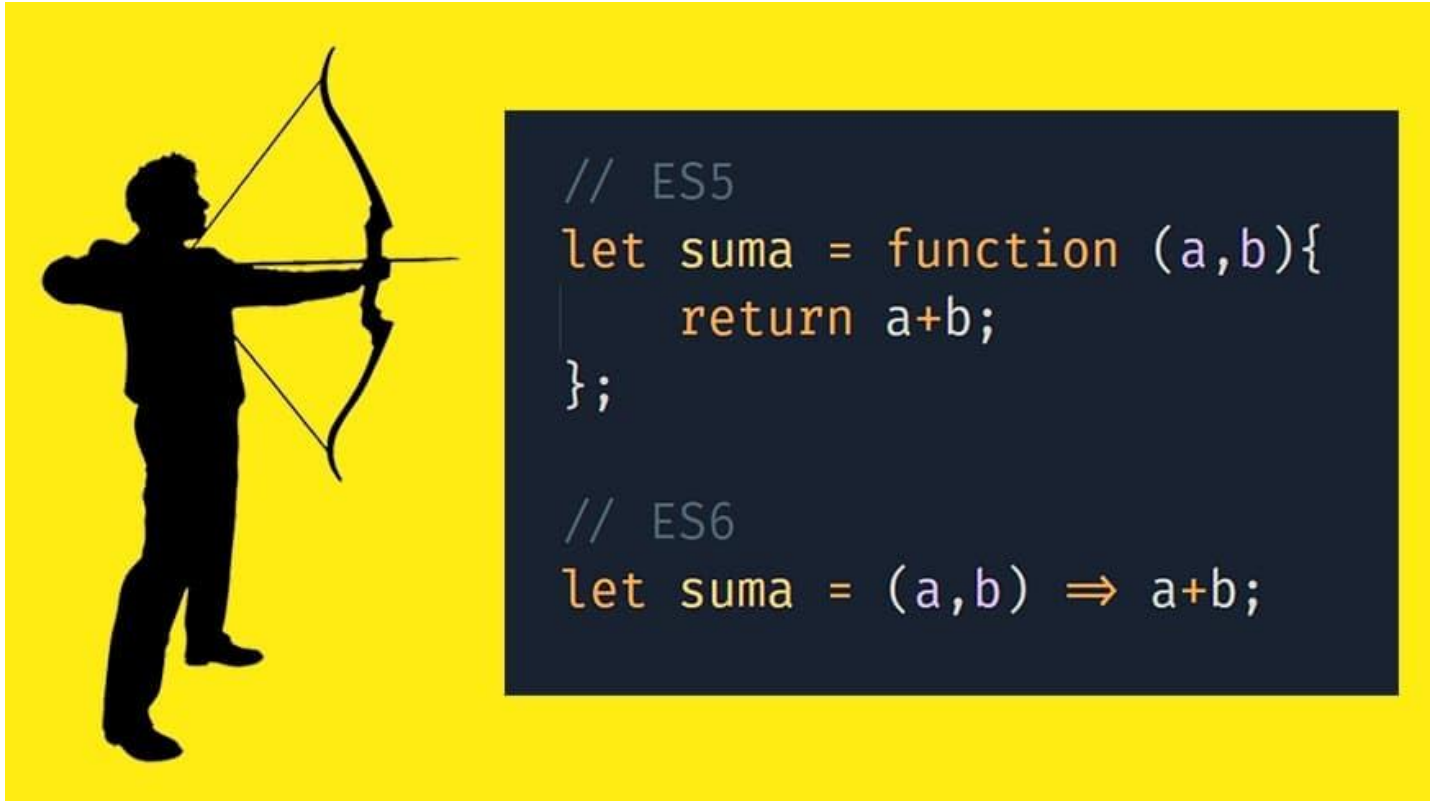 // ES5
let suma = function (a,b){
return a+b;
};
// ES6
let suma = (a,b) => a+b;